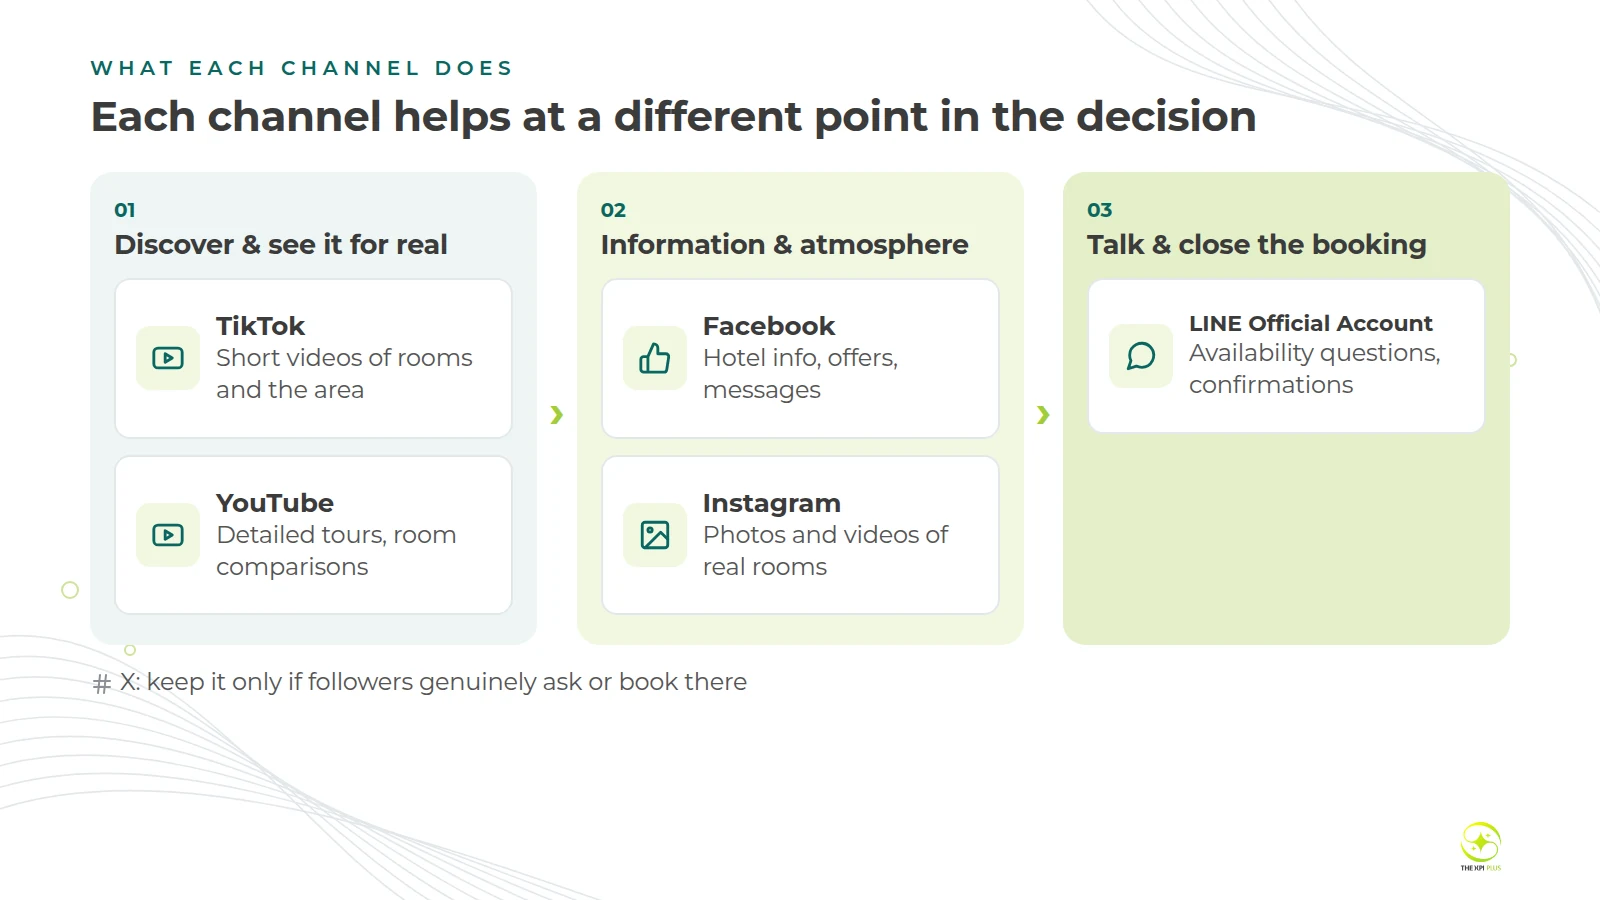 WHAT EACH CHANNEL DOES
Each channel helps at a different point in the decision
01
Discover & see it for real
TikTok
Short videos of rooms
and the area
YouTube
Detailed tours, room
comparisons
›
02
Information & atmosphere
Facebook
Hotel info, offers,
messages
Instagram
Photos and videos of
real rooms
›
03
Talk & close the booking
LINE Official Account
Availability questions,
confirmations
# X: keep it only if followers genuinely ask or book there
THE XPI PLUS